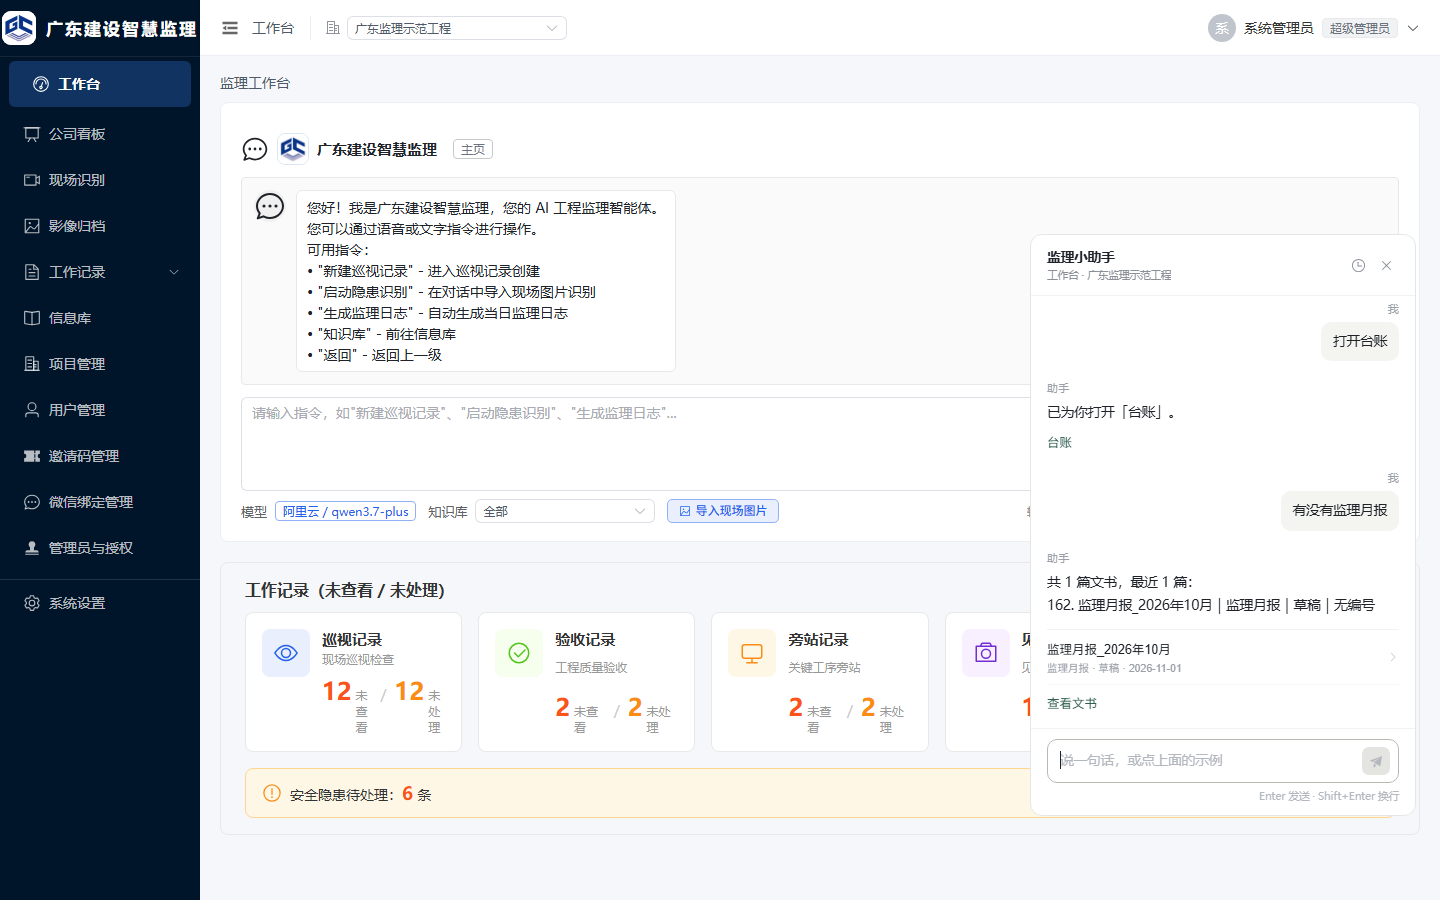 广东建设智慧监理
工作台
公司看板
现场识别
影像归档
工作记录
信息库
项目管理
用户管理
邀请码管理
微信绑定管理
管理员与授权
系统设置
工作台
广东监理示范工程
系
系统管理员
超级管理员
监理工作台
广东建设智慧监理
主页
您好！我是广东建设智慧监理，您的 AI 工程监理智能体。
您可以通过语音或文字指令进行操作。
可用指令：
• "新建巡视记录" - 进入巡视记录创建
• "启动隐患识别" - 在对话中导入现场图片识别
• "生成监理日志" - 自动生成当日监理日志
• "知识库" - 前往信息库
• "返回" - 返回上一级
请输入指令，如"新建巡视记录"、"启动隐患识别"、"生成监理日志"...
模型
阿里云 / qwen3.7-plus
知识库
全部
导入现场图片
工作记录（未查看 / 未处理）
巡视记录
现场巡视检查
12 未查看 / 12 未处理
验收记录
工程质量验收
2 未查看 / 2 未处理
旁站记录
关键工序旁站
2 未查看 / 2 未处理
安全隐患待处理：6 条
监理小助手
工作台 · 广东监理示范工程
我
打开台账
助手
已为你打开「台账」。
台账
我
有没有监理月报
助手
共 1 篇文书，最近 1 篇：
162. 监理月报_2026年10月 | 监理月报 | 草稿 | 无编号
监理月报_2026年10月
监理月报 · 草稿 · 2026-11-01
查看文书
说一句话，或点上面的示例
Enter 发送 · Shift+Enter 换行